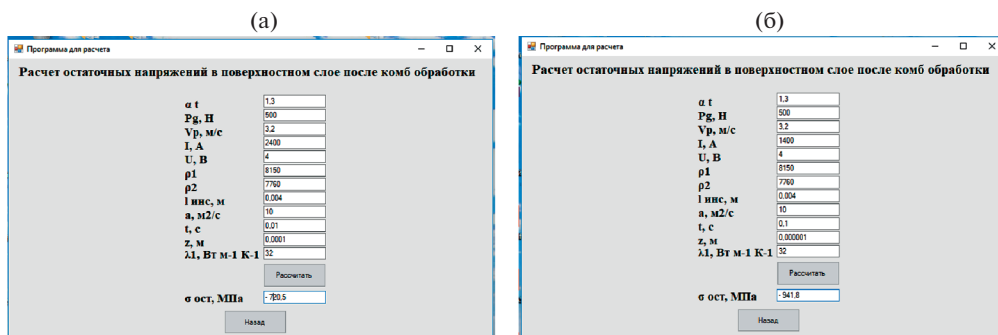 (а)
Программа для расчета
Расчет остаточных напряжений в поверхностном слое после комб обработки
α t 1,3
Pg, Н 500
Vp, м/с 3,2
I, А 2400
U, В 4
ρ1 8150
ρ2 7760
l инс, м 0,004
a, м2/с 10
t, с 0,01
z, м 0,0001
λ1, Вт м-1 К-1 32
Рассчитать
σ ост, МПа - 720,5
Назад
(б)
Программа для расчета
Расчет остаточных напряжений в поверхностном слое после комб обработки
α t 1,3
Pg, Н 500
Vp, м/с 3,2
I, А 1400
U, В 4
ρ1 8150
ρ2 7760
l инс, м 0,004
a, м2/с 10
t, с 0,1
z, м 0,000001
λ1, Вт м-1 К-1 32
Рассчитать
σ ост, МПа - 941,8
Назад